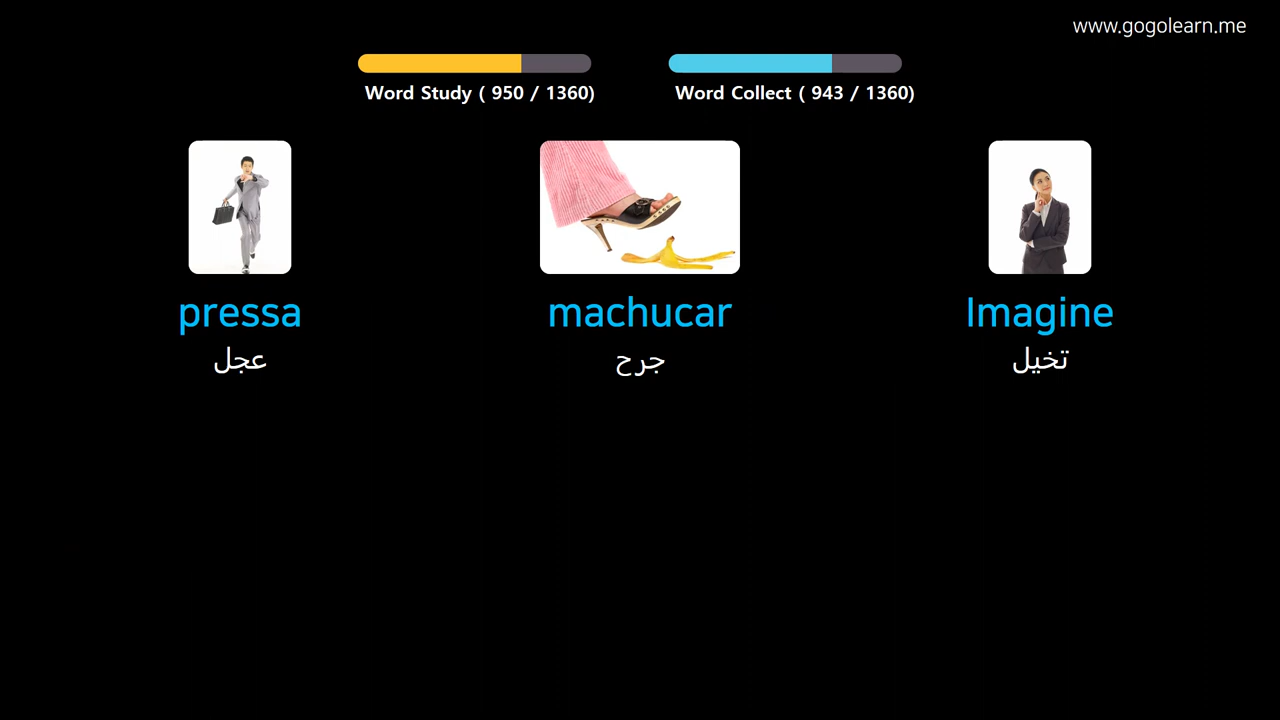 www.gogolearn.me
Word Study ( 950 / 1360)
Word Collect ( 943 / 1360)
pressa
عجل
machucar
جرح
Imagine
تخيل